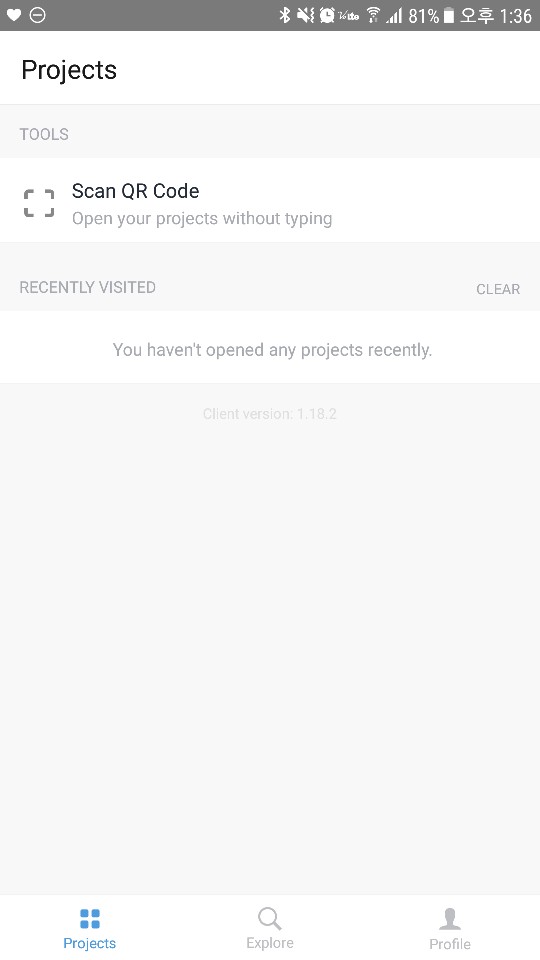 81% 오후 1:36
Projects
TOOLS
Scan QR Code
Open your projects without typing
RECENTLY VISITED
CLEAR
You haven't opened any projects recently.
Client version: 1.18.2
Projects
Explore
Profile